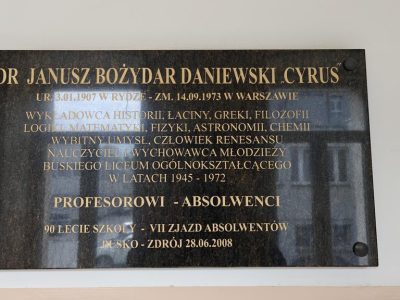 OR JANUSZ BOŻYDAR DANIEWSKI „CYRUS"
UR. 3.01.1907 W RYDZE - ZM. 14.09.1973 W WARSZAWIE
WYKŁADOWCA HISTORII, ŁACINY, GREKI, FILOZOFII
LOGIKI, MATEMATYKI, FIZYKI, ASTRONOMII, CHEMII
WYBITNY UMYSŁ, CZŁOWIEK RENESANSU
NAUCZYCIEL I WYCHOWAWCA MŁODZIEŻY
BUSKIEGO LICEUM OGÓLNOKSZTAŁCĄCEGO
W LATACH 1945 - 1972
PROFESOROWI - ABSOLWENCI
90 LECIE SZKOŁY - VII ZJAZD ABSOLWENTÓW
BUSKO - ZDRÓJ 28.06.2008